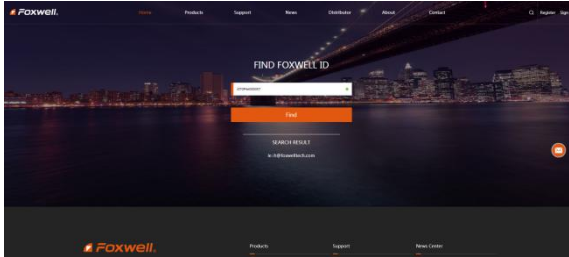 Foxwell.
Home Products Support News Distributor About Contact Register Sign
FIND FOXWELL ID
Find
SEARCH RESULT
Foxwell.
Products Support News Center